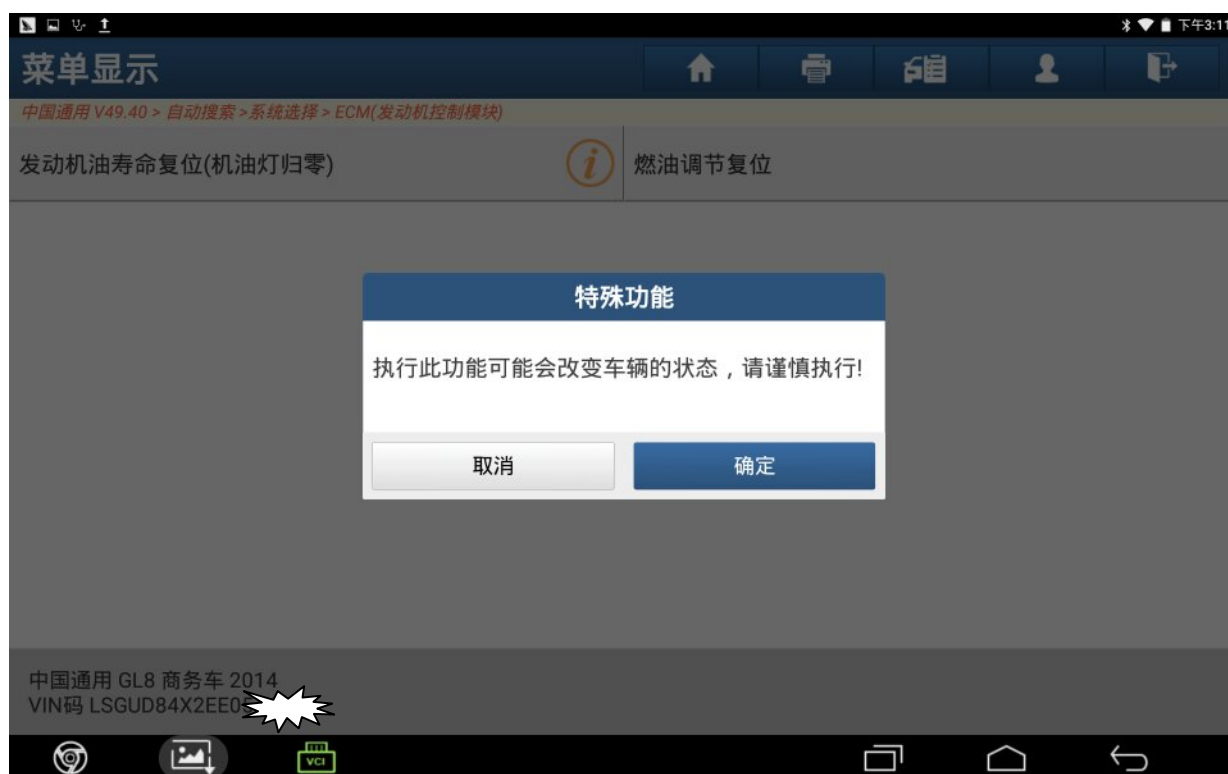 下午3:11
菜单显示
中国通用 V49.40 > 自动搜索 >系统选择 > ECM(发动机控制模块)
发动机油寿命复位(机油灯归零)
i
燃油调节复位
特殊功能
执行此功能可能会改变车辆的状态，请谨慎执行!
取消
确定
中国通用 GL8 商务车 2014
VIN码 LSGUD84X2EE0
VCI